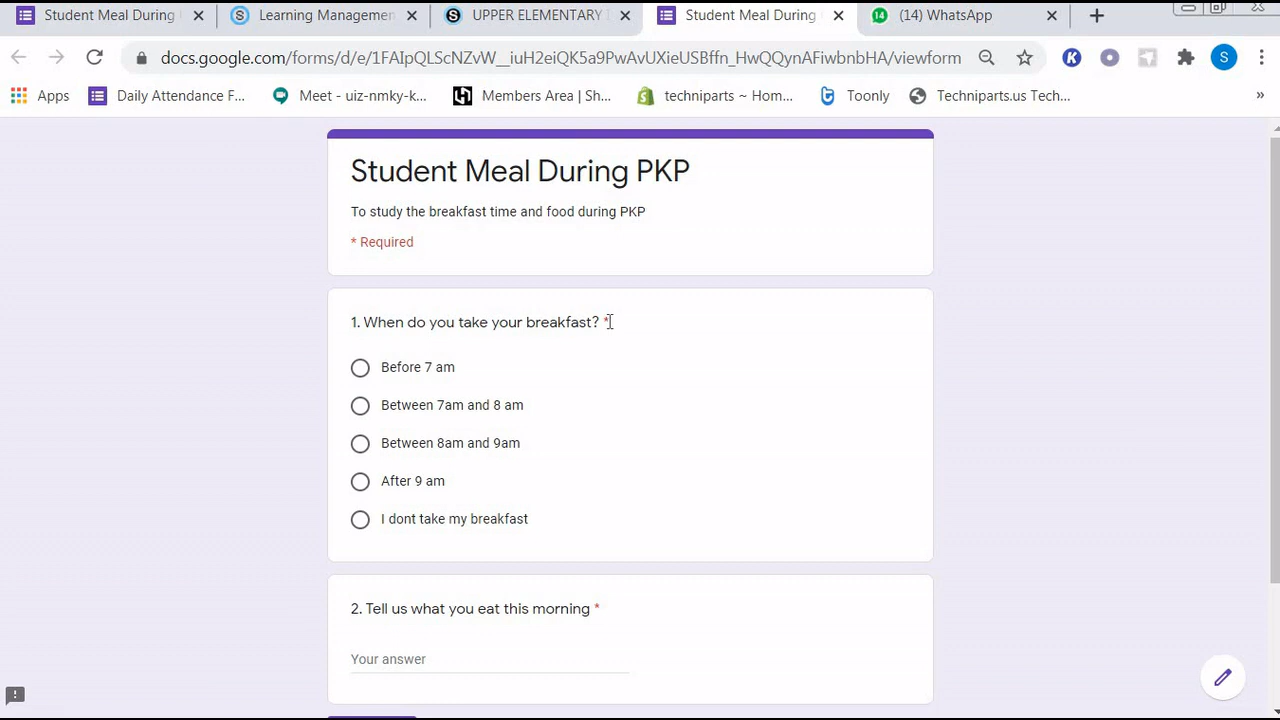 Student Meal During
Learning Managemen
UPPER ELEMENTARY
Student Meal During
(14) WhatsApp
docs.google.com/forms/d/e/1FAIpQLScNZvW__iuH2eiQK5a9PwAvUXieUSBffn_HwQQynAFiwbnbHA/viewform
Apps
Daily Attendance F...
Meet - uiz-nmky-k...
Members Area | Sh...
techniparts ~ Hom...
Toonly
Techniparts.us Tech...
»
Student Meal During PKP
To study the breakfast time and food during PKP
* Required
1. When do you take your breakfast? *
Before 7 am
Between 7am and 8 am
Between 8am and 9am
After 9 am
I dont take my breakfast
2. Tell us what you eat this morning *
Your answer